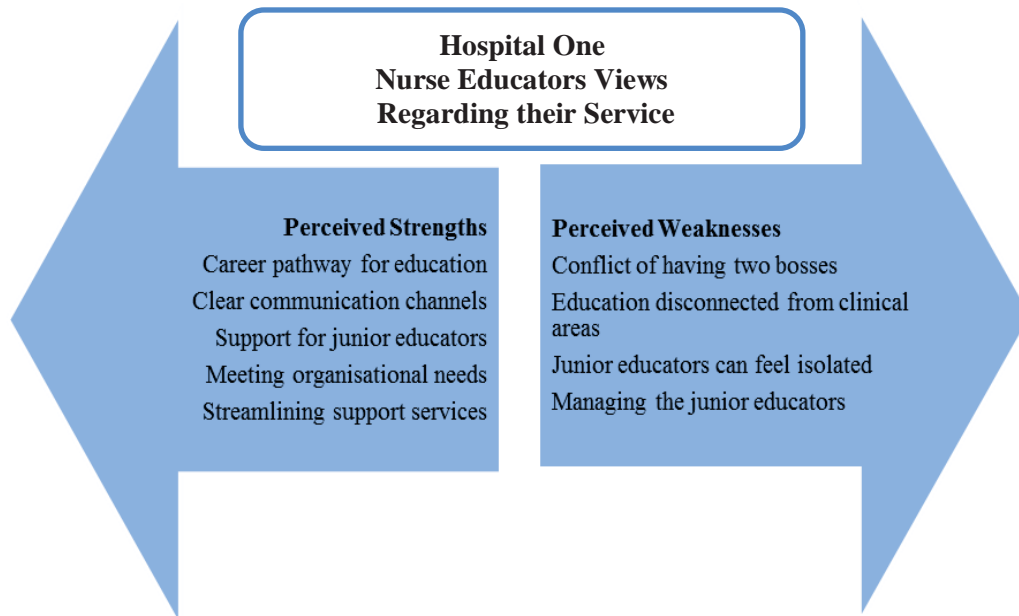 Hospital One
Nurse Educators Views
Regarding their Service
Perceived Strengths
Career pathway for education
Clear communication channels
Support for junior educators
Meeting organisational needs
Streamlining support services
Perceived Weaknesses
Conflict of having two bosses
Education disconnected from clinical
areas
Junior educators can feel isolated
Managing the junior educators